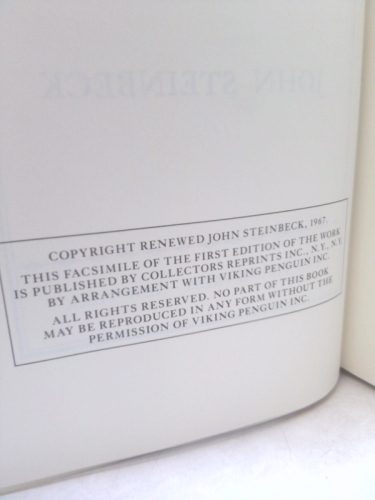 JOHN STEINBECK
COPYRIGHT RENEWED JOHN STEINBECK, 1967.
THIS FACSIMILE OF THE FIRST EDITION OF THE WORK
IS PUBLISHED BY COLLECTORS REPRINTS INC., N.Y., N.Y.
BY ARRANGEMENT WITH VIKING PENGUIN INC.
ALL RIGHTS RESERVED. NO PART OF THIS BOOK
MAY BE REPRODUCED IN ANY FORM WITHOUT THE
PERMISSION OF VIKING PENGUIN INC.